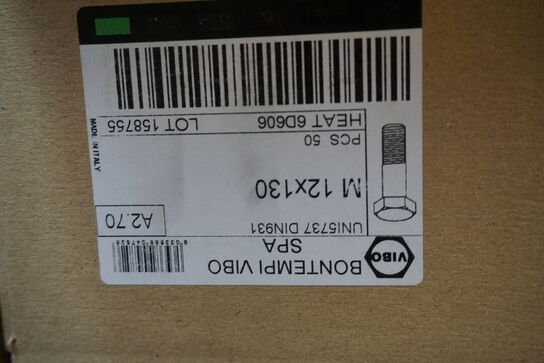 VIBO
BONTEMPI VIBO
SPA
UNI5737 DIN931
A2.70
M 12x130
PCS 50
HEAT 6D606
LOT 158755
MADE IN ITALY